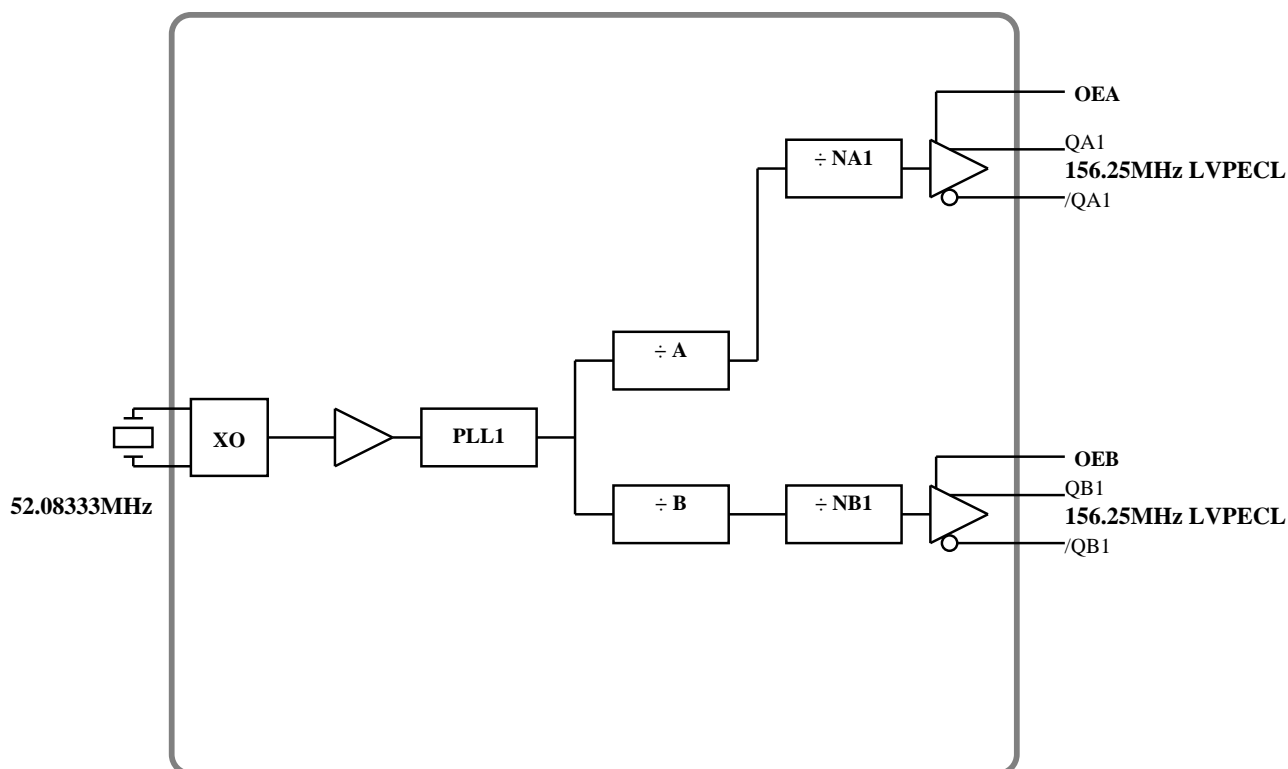 OEA
QA1
÷ NA1
156.25MHz LVPECL
/QA1
÷ A
XO
PLL1
OEB
52.08333MHz
QB1
÷ B
÷ NB1
156.25MHz LVPECL
/QB1